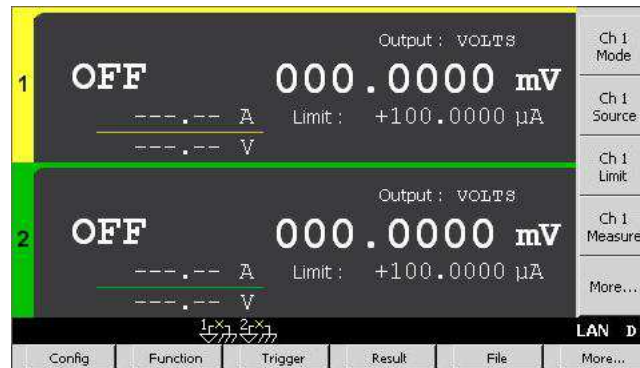 1
OFF
Output : VOLTS
000.0000 mV
---.-- A
Limit : +100.0000 µA
---.-- V
2
OFF
Output : VOLTS
000.0000 mV
---.-- A
Limit : +100.0000 µA
---.-- V
Ch 1
Mode
Ch 1
Source
Ch 1
Limit
Ch 1
Measure
More...
1 2
LAN D
Config
Function
Trigger
Result
File
More...